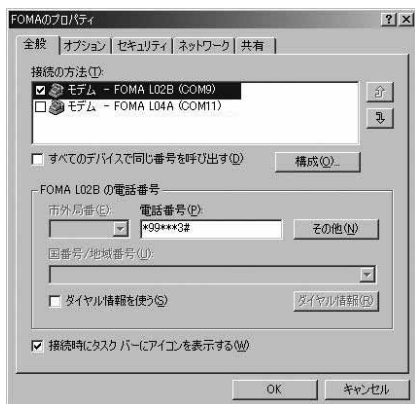 FOMAのプロパティ
全般 オプション セキュリティ ネットワーク 共有
接続の方法(T):
モデム - FOMA L02B (COM9)
モデム - FOMA L04A (COM11)
すべてのデバイスで同じ番号を呼び出す(D) 構成(O)...
FOMA L02B の電話番号
市外局番(E): 電話番号(P):
*99***3# その他(N)
国番号/地域番号(U):
ダイヤル情報を使う(S) ダイヤル情報(R)
接続時にタスク バーにアイコンを表示する(W)
OK キャンセル